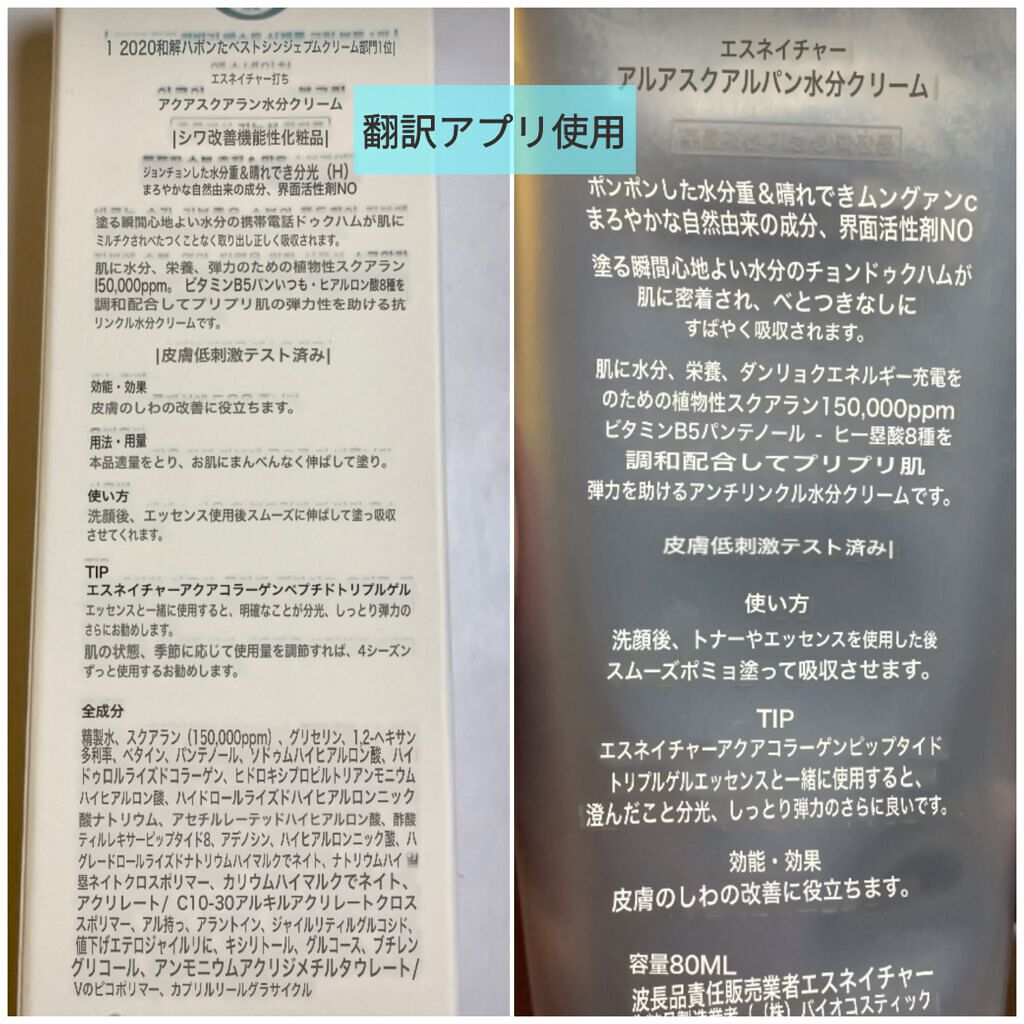 1 2020和解ハボンたベストシンジェプムクリーム部門1位|
エスネイチャー打ち
アクアスクアラン水分クリーム
|シワ改善機能性化粧品|
ジョンチョンした水分重&晴れでき分光(H)
まろやかな自然由来の成分、界面活性剤NO
塗る瞬間心地よい水分の携帯電話ドゥクハムが肌に
ミルチクされべたつくことなく取り出し正しく吸収されます。
肌に水分、栄養、弾力のための植物性スクアラン
150,000ppm。 ビタミンB5パンいつも・ヒアルロン酸8種を
調和配合してプリプリ肌の弾力性を助ける抗
リンクル水分クリームです。
|皮膚低刺激テスト済み|
効能・効果
皮膚のしわの改善に役立ちます。
用法・用量
本品適量をとり、お肌にまんべんなく伸ばして塗り。
使い方
洗顔後、エッセンス使用後スムーズに伸ばして塗っ吸収
させてくれます。
TIP
エスネイチャーアクアコラーゲンペプチドトリプルゲル
エッセンスと一緒に使用すると、明確なことが分光、しっとり弾力の
さらにお勧めします。
肌の状態、季節に応じて使用量を調節すれば、4シーズン
ずっと使用するお勧めします。
全成分
精製水、スクアラン(150,000ppm)、グリセリン、1,2-ヘキサン
多利率、ベタイン、パンテノール、ソドゥムハイヒアルロン酸、ハイ
ドゥロルライズドコラーゲン、ヒドロキシプロピルトリアンモニウム
ハイヒアルロン酸、ハイドロールライズドハイヒアルロンニック
酸ナトリウム、アセチルレーテッドハイヒアルロン酸、酢酸
ティルレキサーピップタイド8、アデノシン、ハイヒアルロニック酸、ハ
グレードロールライズドナトリウムハイマルクでネイト、ナトリウムハイ
塁ネイトクロスポリマー、カリウムハイマルクでネイト、
アクリレート/ C10-30アルキルアクリレートクロス
スポリマー、アル持っ、アラントイン、ジャイルリティルグルコシド、
値下げエテロジャイルリに、キシリトール、グルコース、ブチレン
グリコール、アンモニウムアクリジメチルタウレート/
Vのピコポリマー、カプリルリールグラサイクル
翻訳アプリ使用
エスネイチャー
アルアスクアルパン水分クリーム|
ポンポンした水分重&晴れできムングァンc
まろやかな自然由来の成分、界面活性剤NO
塗る瞬間心地よい水分のチョンドゥクハムが
肌に密着され、べとつきなしに
すばやく吸収されます。
肌に水分、栄養、ダンリョクエネルギー充電を
のための植物性スクアラン150,000ppm
ビタミンB5パンテノール - ヒー塁酸8種を
調和配合してプリプリ肌
弾力を助けるアンチリンクル水分クリームです。
皮膚低刺激テスト済み|
使い方
洗顔後、トナーやエッセンスを使用した後
スムーズポミョ塗って吸収させます。
TIP
エスネイチャーアクアコラーゲンピップタイド
トリプルゲルエッセンスと一緒に使用すると、
澄んだこと分光、しっとり弾力のさらに良いです。
効能・効果
皮膚のしわの改善に役立ちます。
容量80ML
波長品責任販売業者エスネイチャー
(株)バイオコスティック